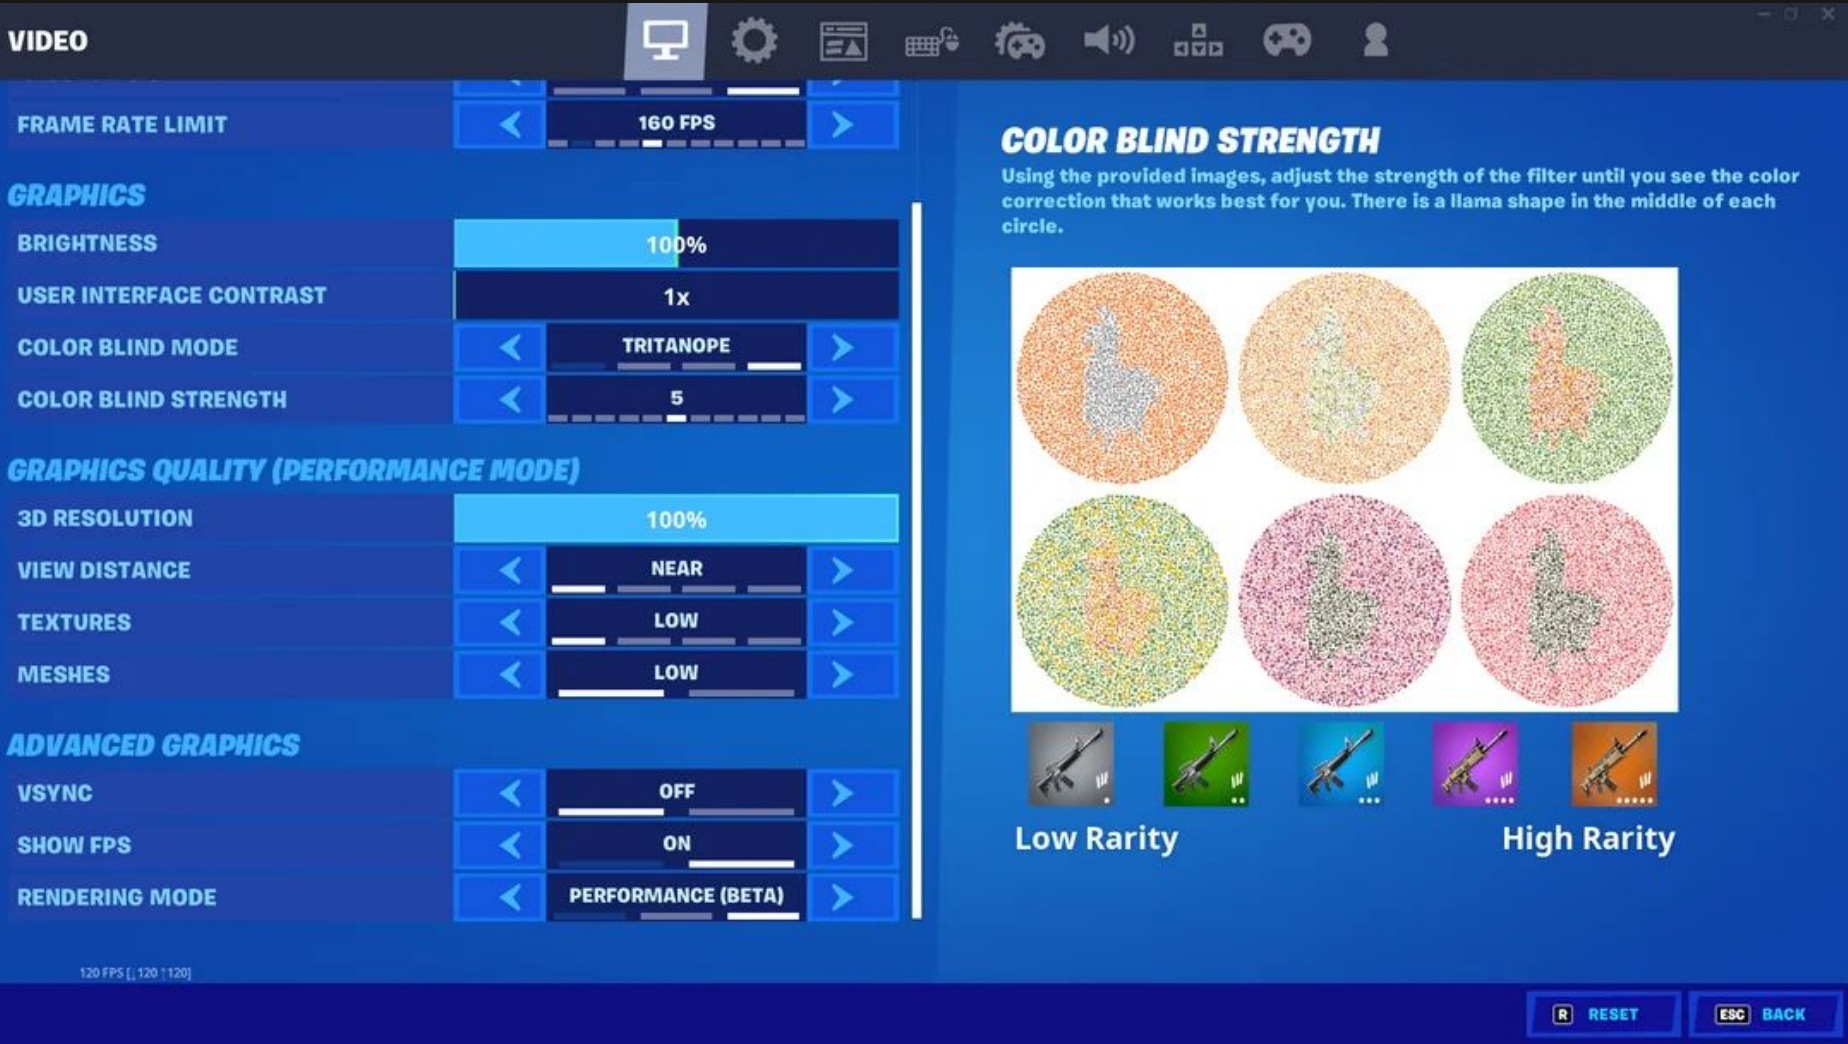 VIDEO
FRAME RATE LIMIT
160 FPS
GRAPHICS
BRIGHTNESS
100%
USER INTERFACE CONTRAST
1x
COLOR BLIND MODE
TRITANOPE
COLOR BLIND STRENGTH
5
GRAPHICS QUALITY (PERFORMANCE MODE)
3D RESOLUTION
100%
VIEW DISTANCE
NEAR
TEXTURES
LOW
MESHES
LOW
ADVANCED GRAPHICS
VSYNC
OFF
SHOW FPS
ON
RENDERING MODE
PERFORMANCE (BETA)
120 FPS [↓120 ↑120]
COLOR BLIND STRENGTH
Using the provided images, adjust the strength of the filter until you see the color
correction that works best for you. There is a llama shape in the middle of each
circle.
Low Rarity
High Rarity
R RESET
ESC BACK